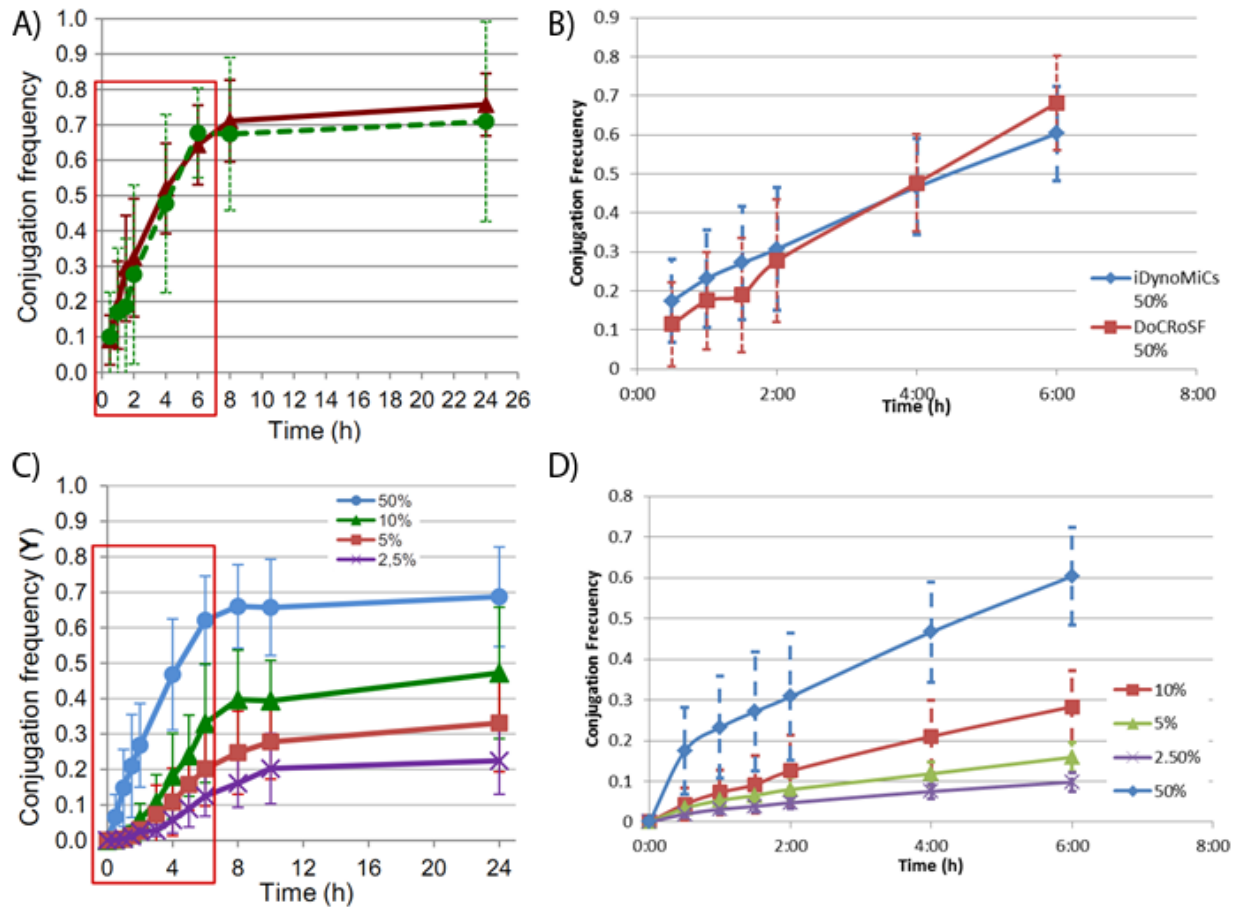 A)
Conjugation frequency
1.0
0.9
0.8
0.7
0.6
0.5
0.4
0.3
0.2
0.1
0.0
0 2 4 6 8 10 12 14 16 18 20 22 24 26
Time (h)
B)
Conjugation Frecuency
0.9
0.8
0.7
0.6
0.5
0.4
0.3
0.2
0.1
0
iDynoMiCs
50%
DoCRoSF
50%
0:00 2:00 4:00 6:00 8:00
Time (h)
C)
Conjugation frequency (Y)
1.0
0.9
0.8
0.7
0.6
0.5
0.4
0.3
0.2
0.1
0.0
50%
10%
5%
2,5%
0 4 8 12 16 20 24
Time (h)
D)
Conjugation Frecuency
0.8
0.7
0.6
0.5
0.4
0.3
0.2
0.1
0
10%
5%
2.50%
50%
0:00 2:00 4:00 6:00 8:00
Time (h)